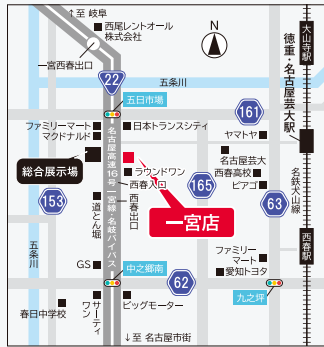 ↑至 岐阜
西尾レントオール
株式会社
N
一宮西春出口
大山寺駅
徳重・名古屋芸大駅
22
五条川
五日市場
161
ファミリーマート
マクドナルド
日本トランスシティ
ヤマトヤ
総合展示場
ラウンドワン
西春入口
名古屋芸大
西春高校
ピアゴ
165
153
63
一宮店
名古屋高速16号一宮線・名岐バイパス
西春出口
道とん堀
名鉄犬山線
西春駅
五条川
GS
中之郷南
62
ファミリー
マート
愛知トヨタ
九之坪
春日中学校
サーティ
ワン
ビッグモーター
↓至 名古屋市街